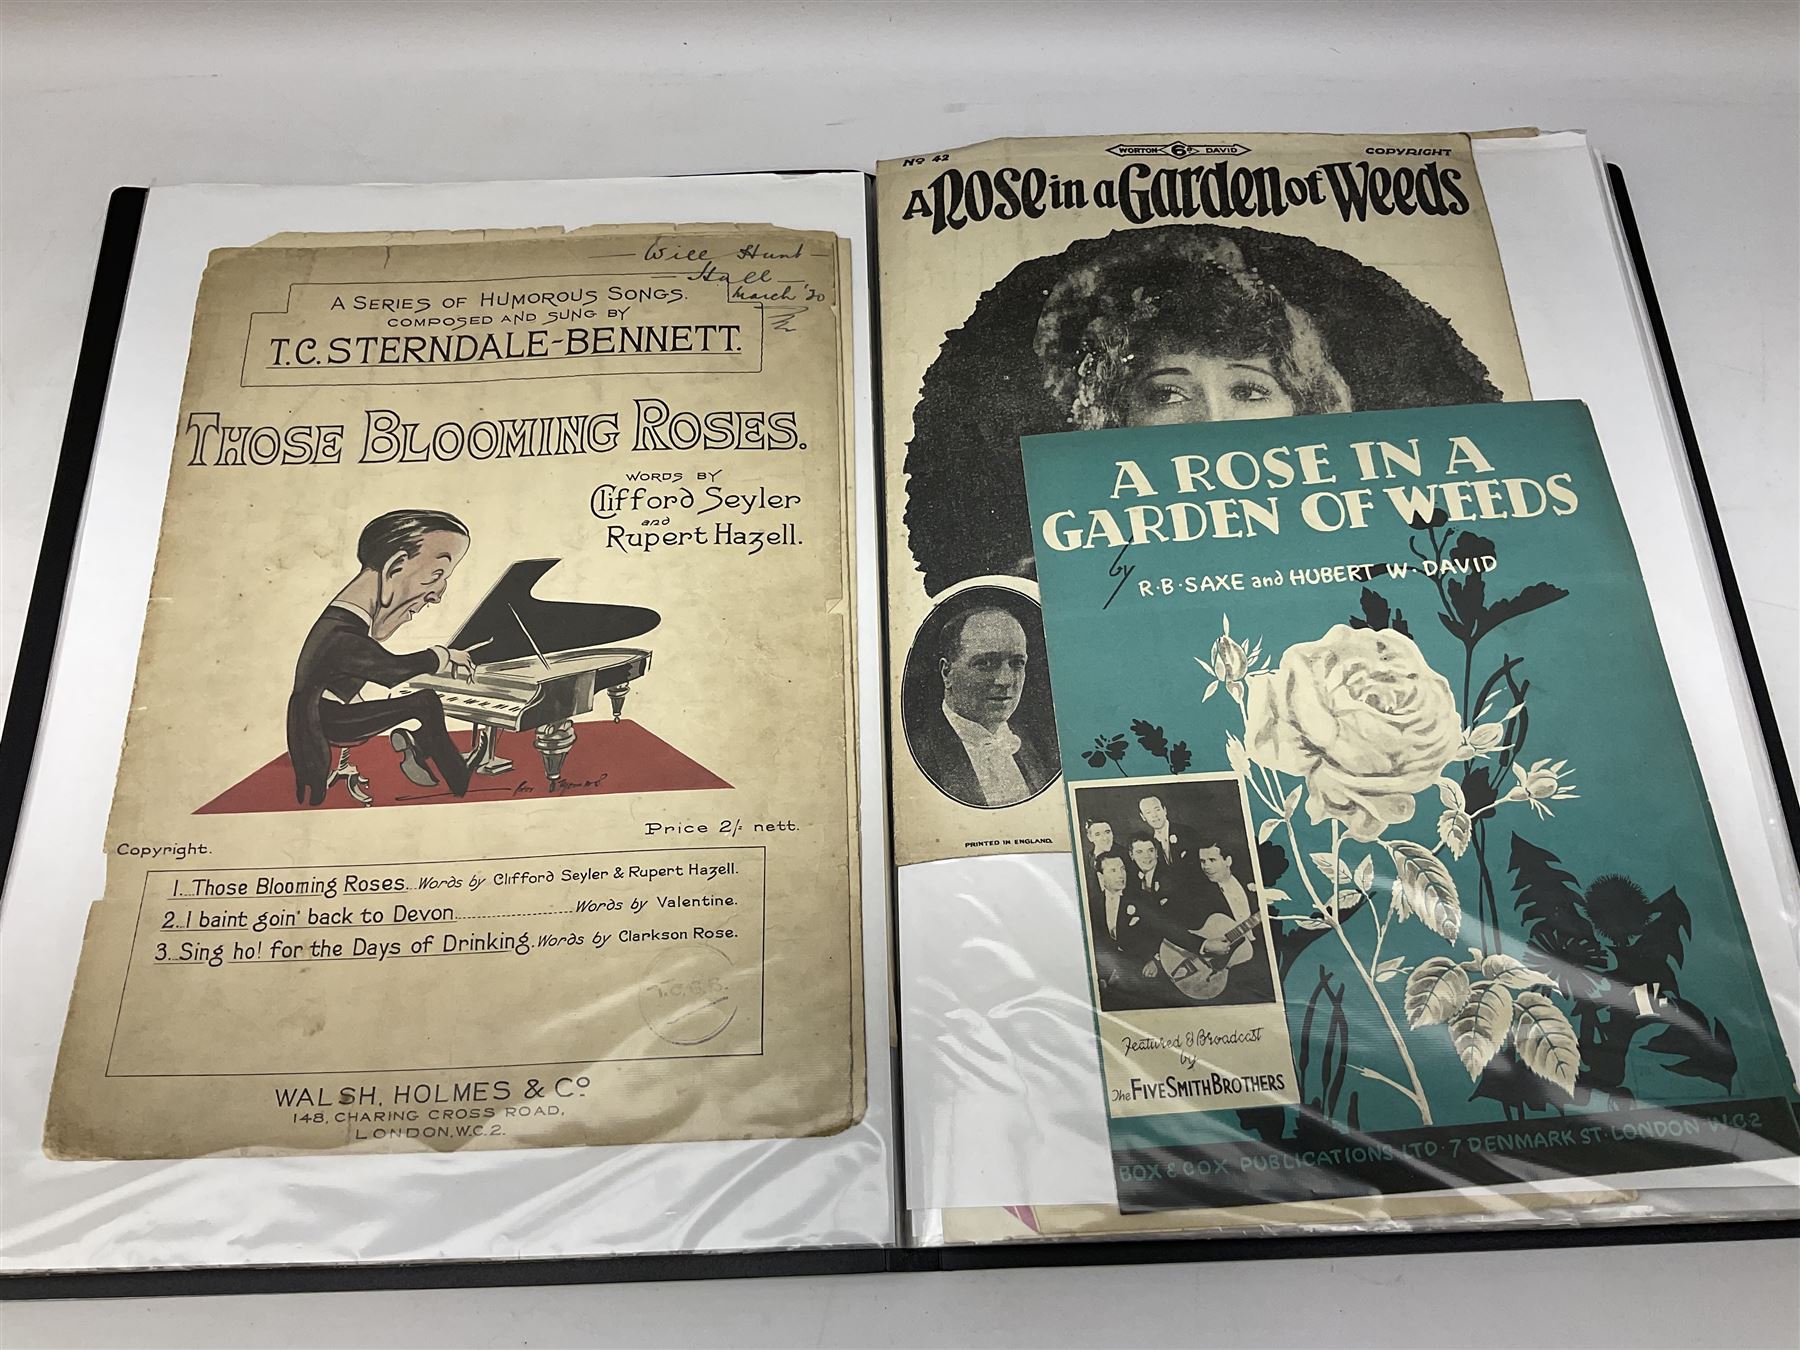 Will Hunt
Hall
March '20
A SERIES OF HUMOROUS SONGS.
COMPOSED AND SUNG BY
T.C. STERNDALE-BENNETT.
THOSE BLOOMING ROSES.
WORDS BY
Clifford Seyler
and
Rupert Hazell.
Price 2/= nett.
Copyright.
1. Those Blooming Roses. Words by Clifford Seyler & Rupert Hazell.
2. I baint goin' back to Devon Words by Valentine.
3. Sing ho! for the Days of Drinking. Words by Clarkson Rose.
T.C.S.B.
WALSH, HOLMES & Co
148, CHARING CROSS ROAD,
LONDON, W.C.2.
No 42
WORTON 6D DAVID
COPYRIGHT
A ROSE in a GARDEN of WEEDS
PRINTED IN ENGLAND.
A ROSE IN A
GARDEN OF WEEDS
by
R·B·SAXE and HUBERT W·DAVID
1'-
Featured & Broadcast
by
The FIVE SMITH BROTHERS
BOX & COX PUBLICATIONS LTD·7 DENMARK ST·LONDON·W·C·2